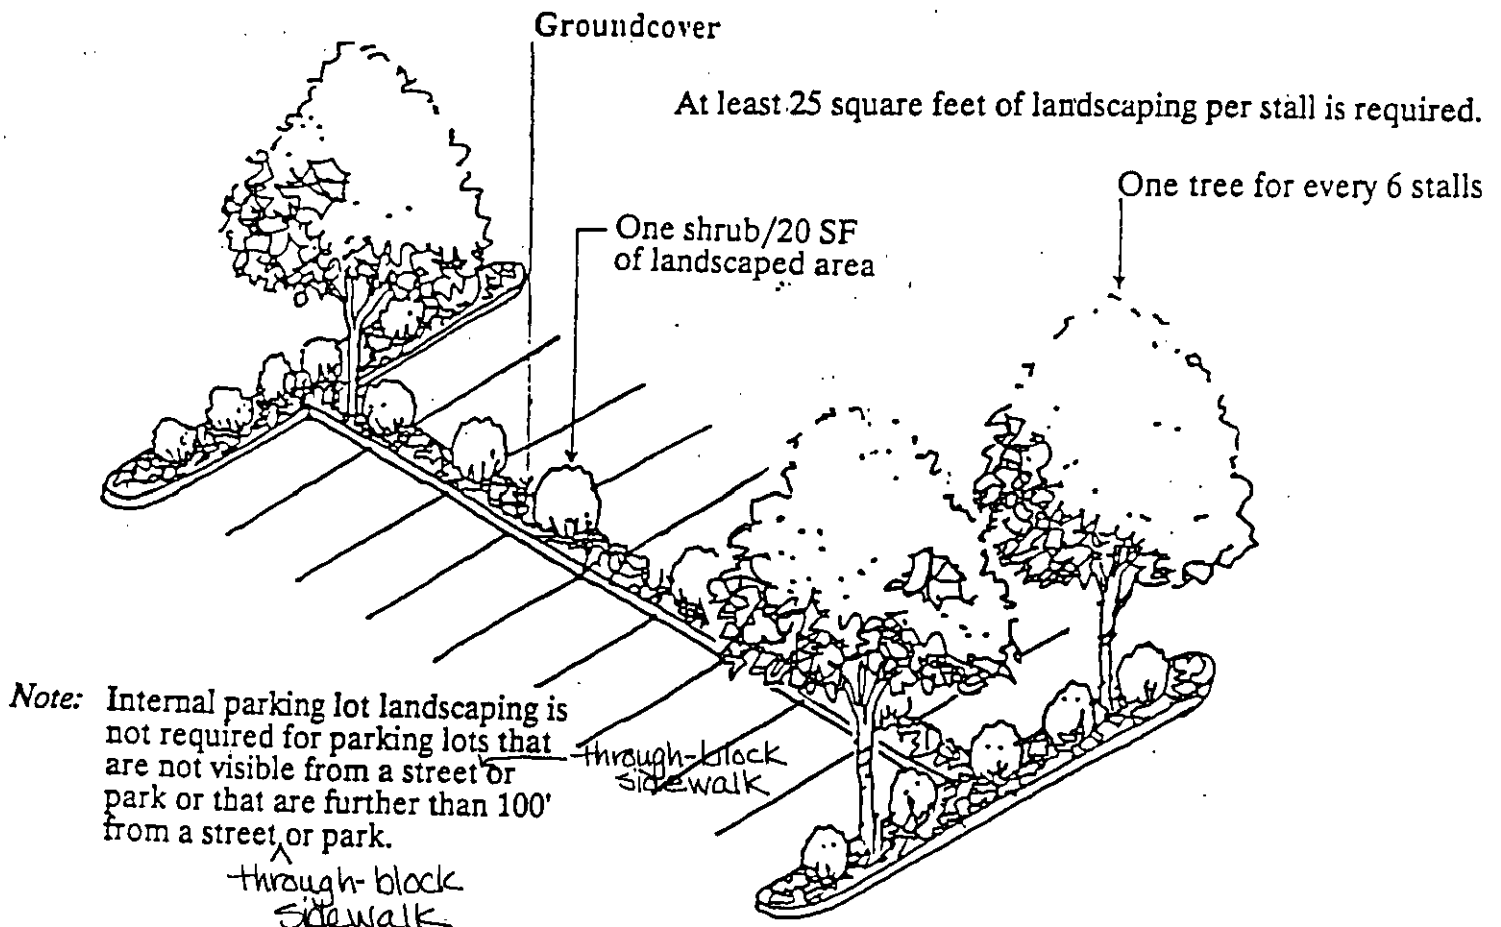 Groundcover
At least 25 square feet of landscaping per stall is required.
One tree for every 6 stalls
One shrub/20 SF
of landscaped area
Note: Internal parking lot landscaping is
not required for parking lots that
are not visible from a street or
park or that are further than 100'
from a street or park.
through-block
sidewalk
through-block
sidewalk